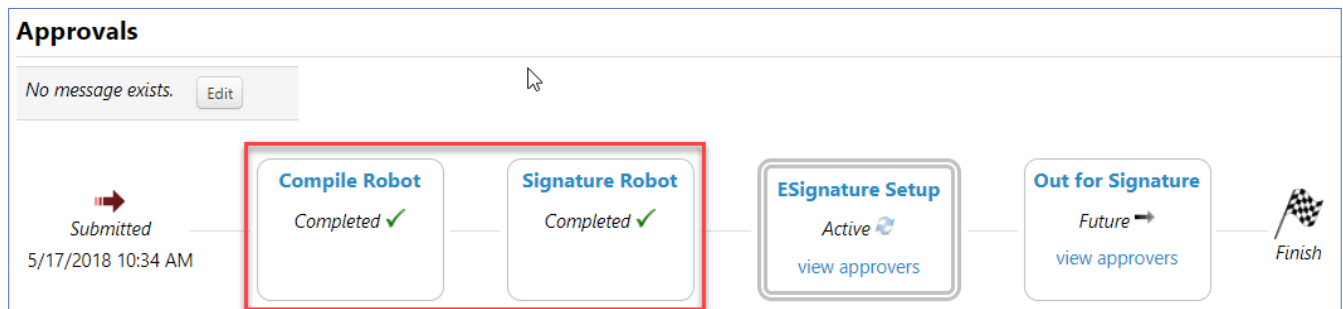 Approvals
No message exists. Edit
Submitted
5/17/2018 10:34 AM
Compile Robot
Completed
Signature Robot
Completed
ESignature Setup
Active
view approvers
Out for Signature
Future
view approvers
Finish